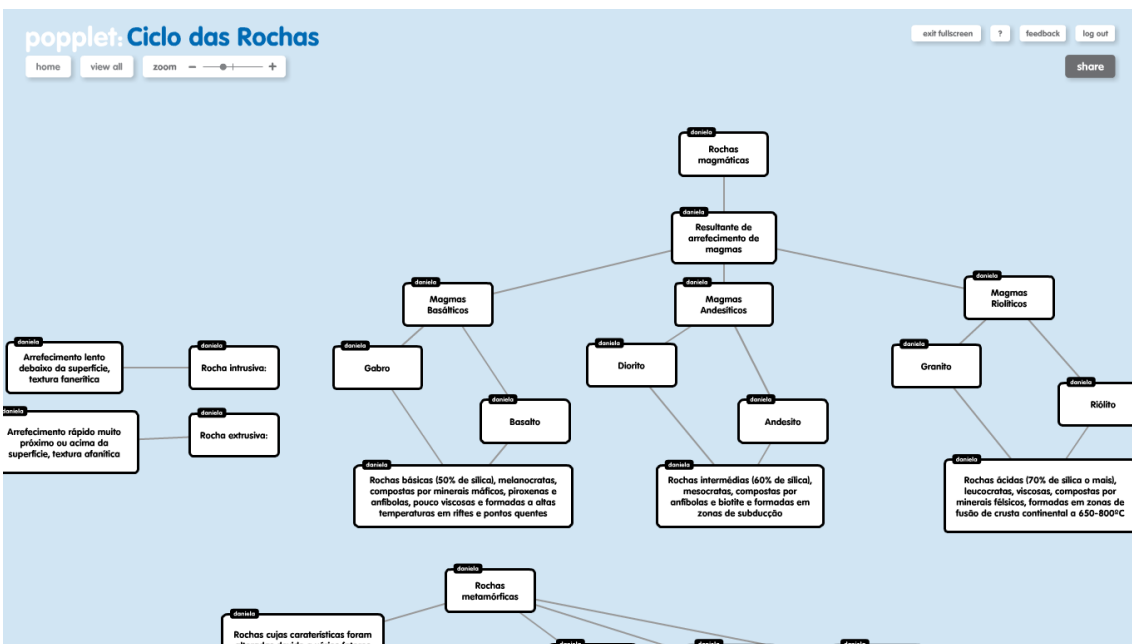 popplet: Ciclo das Rochas
exit fullscreen
?
feedback
log out
home
view all
zoom
share
daniela
Rochas
magmáticas
daniela
Resultante de
arrefecimento de
magmas
daniela
Magmas
Basálticos
daniela
Magmas
Andesíticos
daniela
Magmas
Riolíticos
daniela
Arrefecimento lento
debaixo da superfície,
textura fanerítica
daniela
Rocha intrusiva:
daniela
Gabro
daniela
Diorito
daniela
Granito
daniela
Basalto
daniela
Andesito
daniela
Riólito
daniela
Arrefecimento rápido muito
próximo ou acima da
superfície, textura afanítica
daniela
Rocha extrusiva:
daniela
Rochas básicas (50% de sílica), melanocratas,
compostas por minerais máficos, piroxenas e
anfíbolas, pouco viscosas e formadas a altas
temperaturas em riftes e pontos quentes
daniela
Rochas intermédias (60% de sílica),
mesocratas, compostas por
anfíbolas e biotite e formadas em
zonas de subducção
daniela
Rochas ácidas (70% de sílica o mais),
leucocratas, viscosas, compostas por
minerais félsicos, formadas em zonas de
fusão de crusta continental a 650-800ºC
daniela
Rochas
metamórficas
daniela
Rochas cujas caraterísticas foram
daniela
daniela
daniela